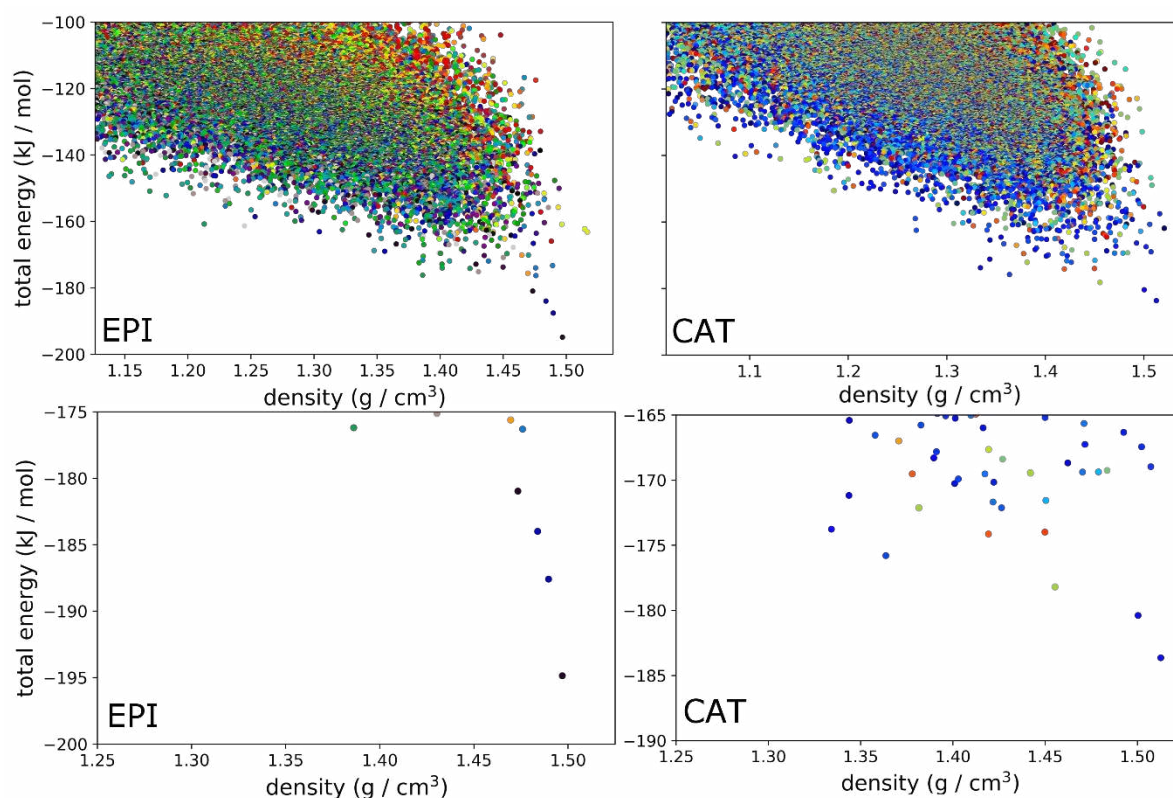 −100
−120
−140
−160
−180
−200
total energy (kJ / mol)
EPI
1.15 1.20 1.25 1.30 1.35 1.40 1.45 1.50
density (g / cm³)
CAT
1.1 1.2 1.3 1.4 1.5
density (g / cm³)
−175
−180
−185
−190
−195
−200
total energy (kJ / mol)
EPI
1.25 1.30 1.35 1.40 1.45 1.50
density (g / cm³)
−165
−170
−175
−180
−185
−190
CAT
1.25 1.30 1.35 1.40 1.45 1.50
density (g / cm³)